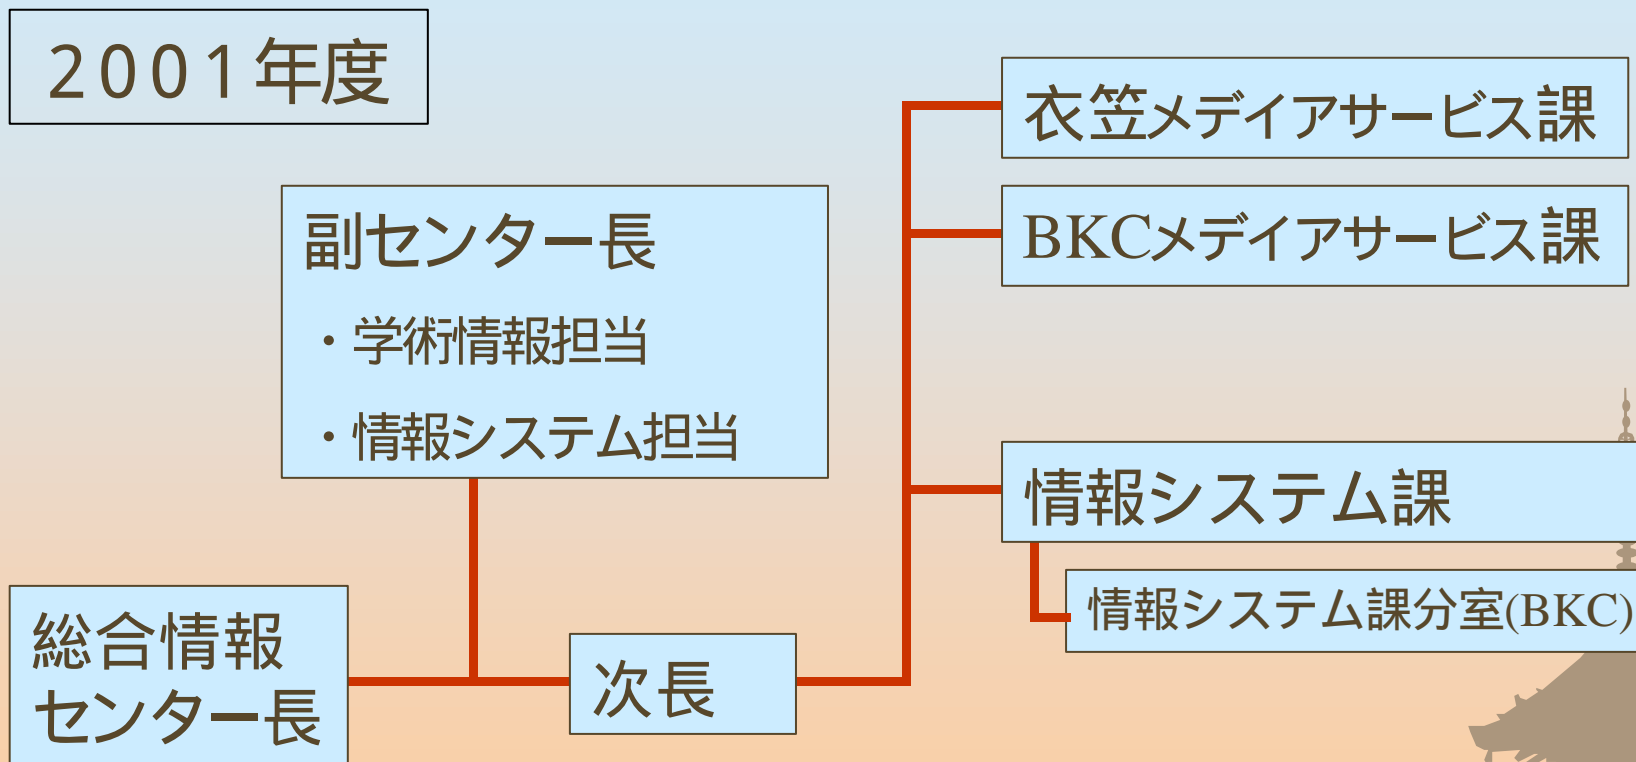 ２００１年度
衣笠メディアサービス課
BKCメディアサービス課
副センター長
・学術情報担当
・情報システム担当
情報システム課
情報システム課分室(BKC)
総合情報
センター長
次長